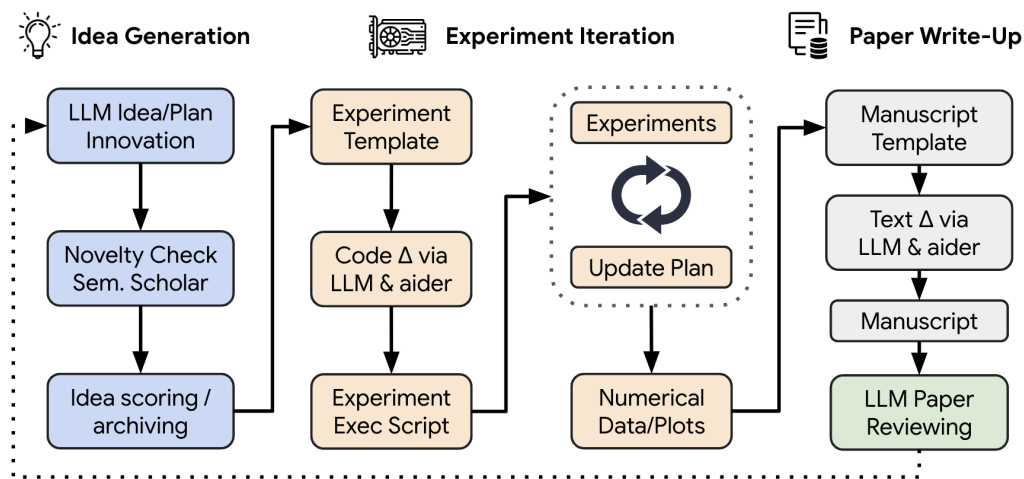 Idea Generation
Experiment Iteration
Paper Write-Up
LLM Idea/Plan
Innovation
Novelty Check
Sem. Scholar
Idea scoring /
archiving
Experiment
Template
Code Δ via
LLM & aider
Experiment
Exec Script
Experiments
Update Plan
Numerical
Data/Plots
Manuscript
Template
Text Δ via
LLM & aider
Manuscript
LLM Paper
Reviewing